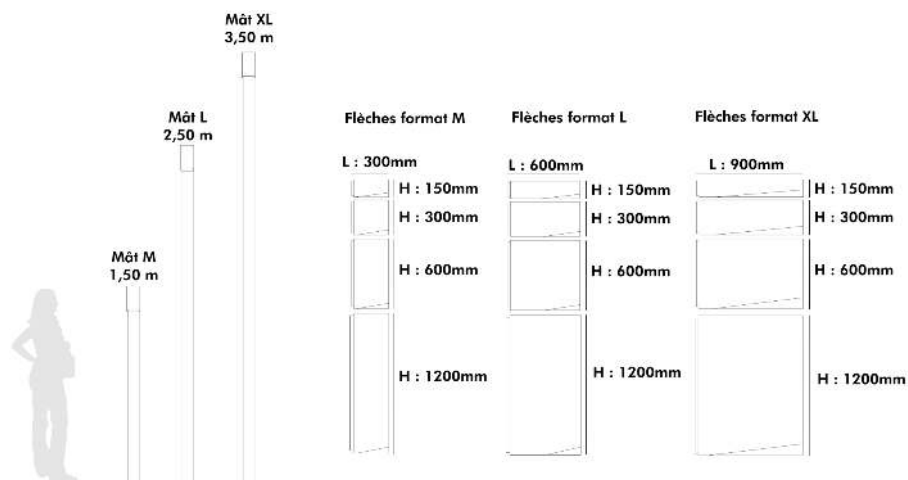 Mât XL
3,50 m
Mât L
2,50 m
Mât M
1,50 m
Flèches format M
L : 300mm
H : 150mm
H : 300mm
H : 600mm
H : 1200mm
Flèches format L
L : 600mm
H : 150mm
H : 300mm
H : 600mm
H : 1200mm
Flèches format XL
L : 900mm
H : 150mm
H : 300mm
H : 600mm
H : 1200mm